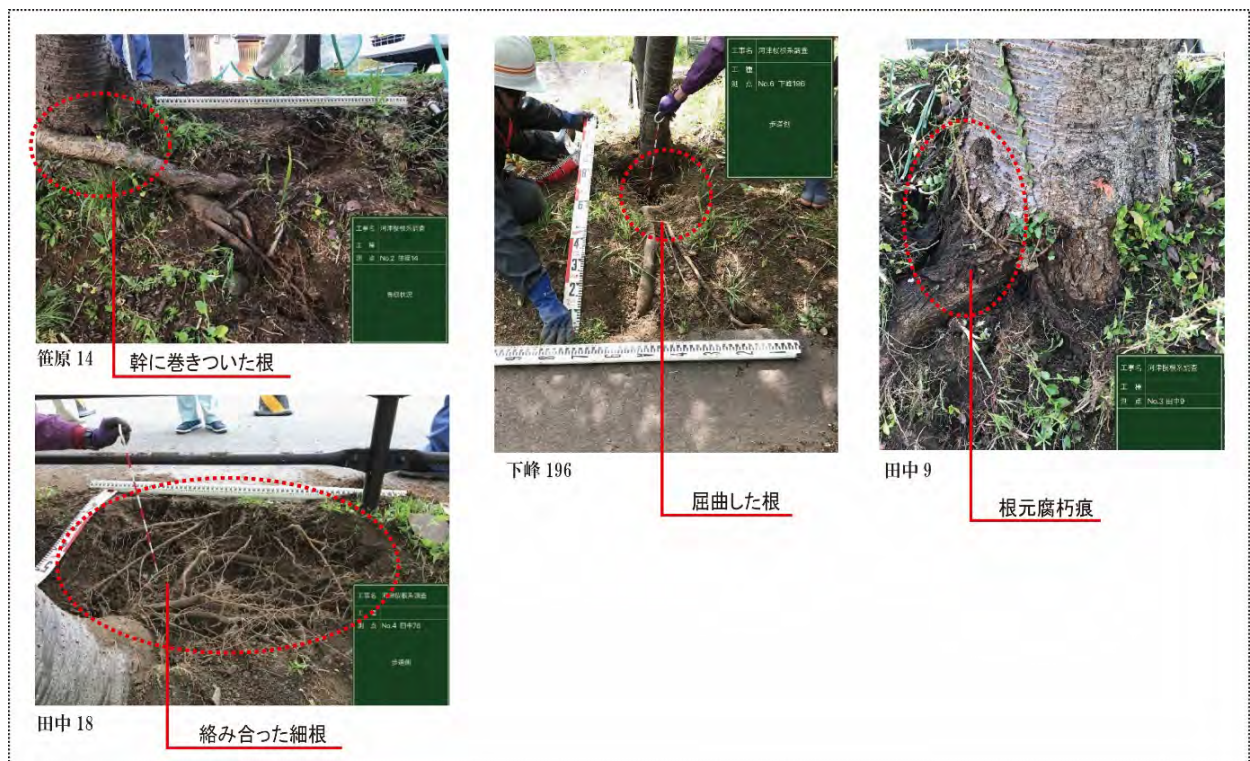 工事名 河津桜根系調査
工 種
測 点 No.2 笹原14
笹原 14
幹に巻きついた根
工事名 河津桜根系調査
工 種
測 点 No.6 下峰196
歩道側
下峰 196
屈曲した根
工事名 河津桜根系調査
工 種
測 点 No.3 田中9
田中 9
根元腐朽痕
工事名 河津桜根系調査
工 種
測 点 No.4 田中
歩道側
田中 18
絡み合った細根